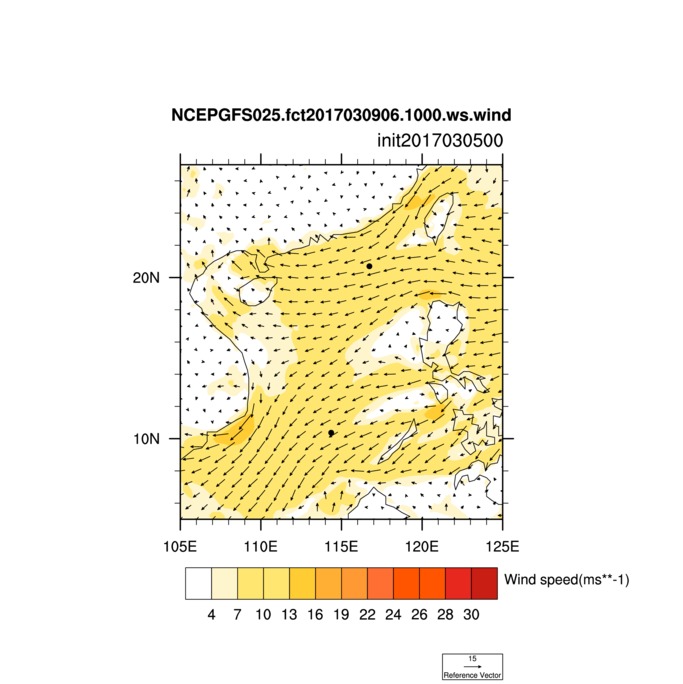 NCEPGFS025.fct2017030906.1000.ws.wind
init2017030500
20N
10N
105E 110E 115E 120E 125E
Wind speed(ms**-1)
4 7 10 13 16 19 22 24 26 28 30
15
Reference Vector